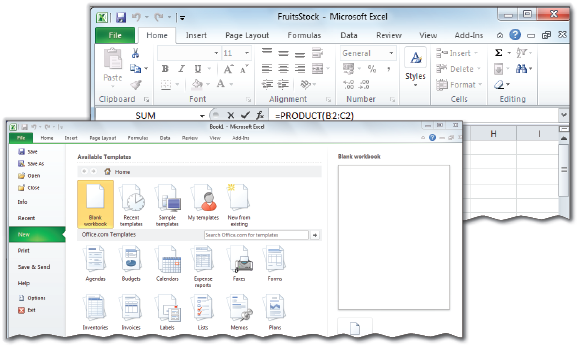 FruitsStock - Microsoft Excel
File Home Insert Page Layout Formulas Data Review View Add-Ins
Paste
Clipboard
11
B I U
Font
Alignment
General
Number
Styles
Insert
Delete
Format
Cells
Editing
SUM =PRODUCT(B2:C2)
H I
Book1 - Microsoft Excel
File Home Insert Page Layout Formulas Data Review View Add-Ins
Save
Save As
Open
Close
Info
Recent
New
Print
Save & Send
Help
Options
Exit
Available Templates
Home
Blank workbook
Recent templates
Sample templates
My templates
New from existing
Office.com Templates
Search Office.com for templates
Agendas
Budgets
Calendars
Expense reports
Faxes
Forms
Inventories
Invoices
Labels
Lists
Memos
Plans
Blank workbook